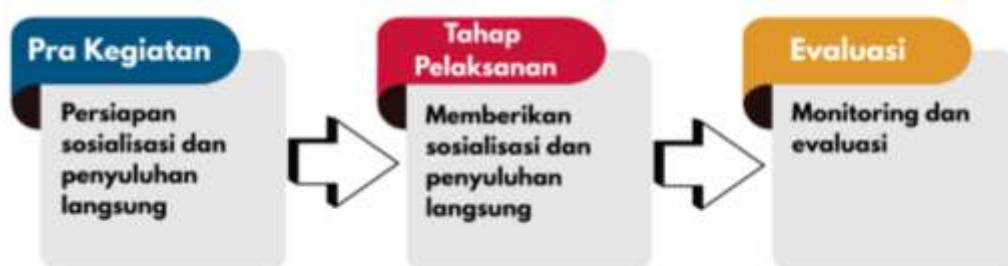 Pra Kegiatan
Persiapan
sosialisasi dan
penyuluhan
langsung
Tahap
Pelaksanan
Memberikan
sosialisasi dan
penyuluhan
langsung
Evaluasi
Monitoring dan
evaluasi